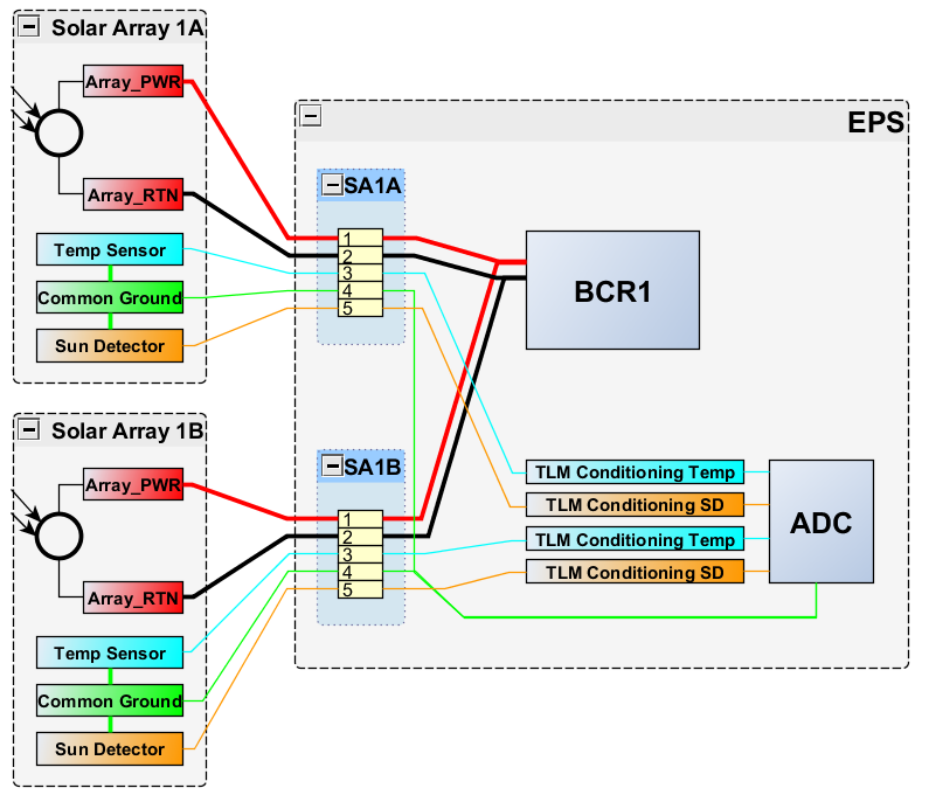 Solar Array 1A
Array_PWR
Array_RTN
Temp Sensor
Common Ground
Sun Detector
EPS
SA1A
1
2
3
4
5
BCR1
Solar Array 1B
Array_PWR
Array_RTN
Temp Sensor
Common Ground
Sun Detector
SA1B
1
2
3
4
5
TLM Conditioning Temp
TLM Conditioning SD
TLM Conditioning Temp
TLM Conditioning SD
ADC